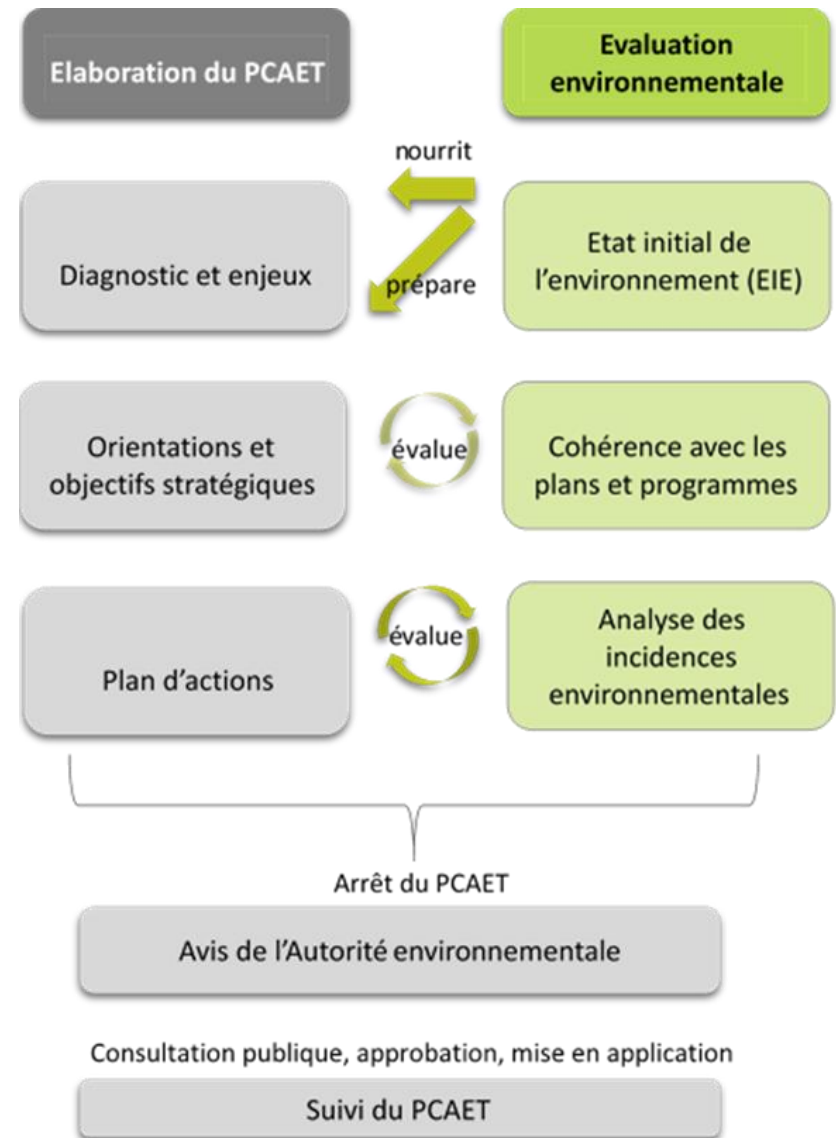 Elaboration du PCAET
Evaluation
environnementale
nourrit
Diagnostic et enjeux
prépare
Etat initial de
l’environnement (EIE)
Orientations et
objectifs stratégiques
évalue
Cohérence avec les
plans et programmes
Plan d’actions
évalue
Analyse des
incidences
environnementales
Arrêt du PCAET
Avis de l’Autorité environnementale
Consultation publique, approbation, mise en application
Suivi du PCAET